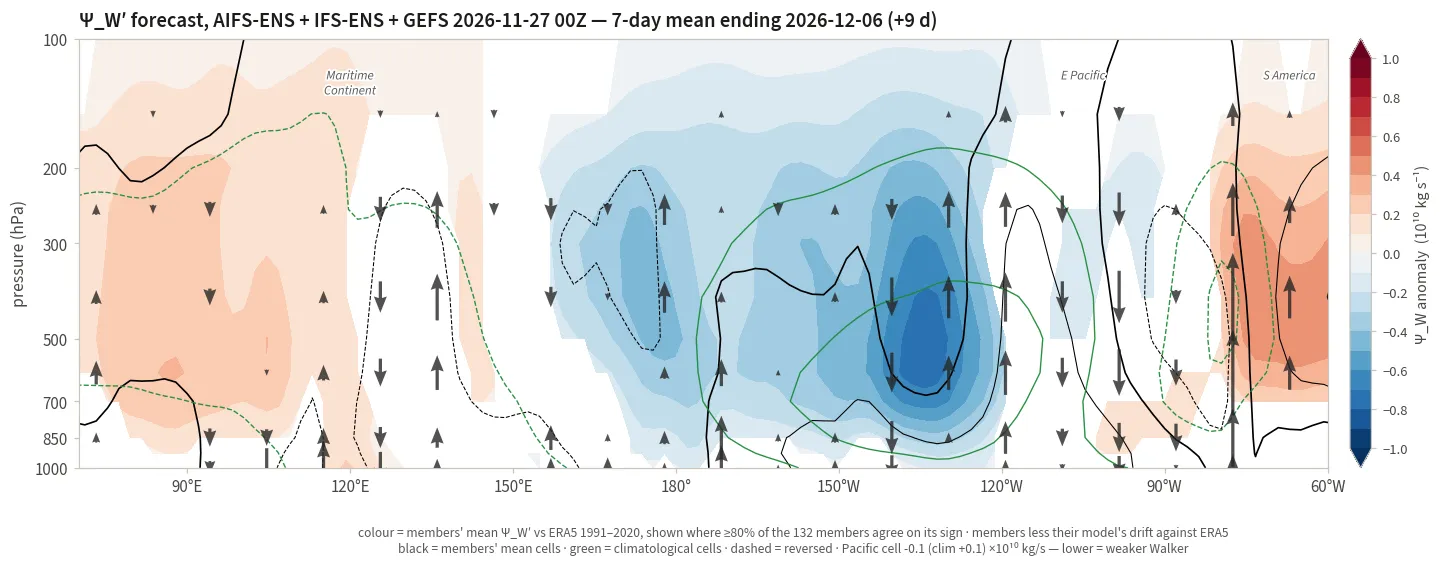 Ψ_W′ forecast, AIFS-ENS + IFS-ENS + GEFS 2026-11-27 00Z — 7-day mean ending 2026-12-06 (+9 d)
Maritime
Continent
E Pacific
S America
100
200
300
400
500
700
850
1000
pressure (hPa)
90°E
120°E
150°E
180°
150°W
120°W
90°W
60°W
1.0
0.8
0.6
0.4
0.2
0.0
−0.2
−0.4
−0.6
−0.8
−1.0
Ψ_W anomaly (10¹⁰ kg s⁻¹)
colour = members' mean Ψ_W′ vs ERA5 1991–2020, shown where ≥80% of the 132 members agree on its sign · members less their model's drift against ERA5
black = members' mean cells · green = climatological cells · dashed = reversed · Pacific cell -0.1 (clim +0.1) ×10¹⁰ kg/s — lower = weaker Walker